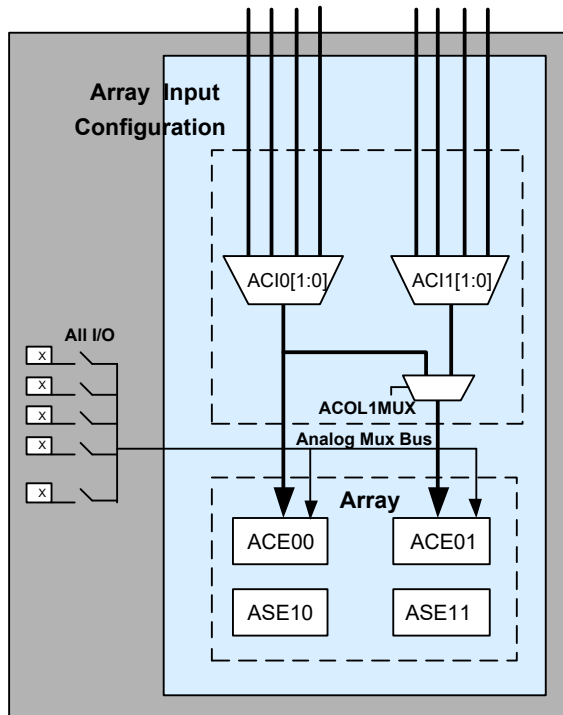 Array Input
Configuration
ACI0[1:0]
ACI1[1:0]
All I/O
X
X
X
X
X
ACOL1MUX
Analog Mux Bus
Array
ACE00
ACE01
ASE10
ASE11